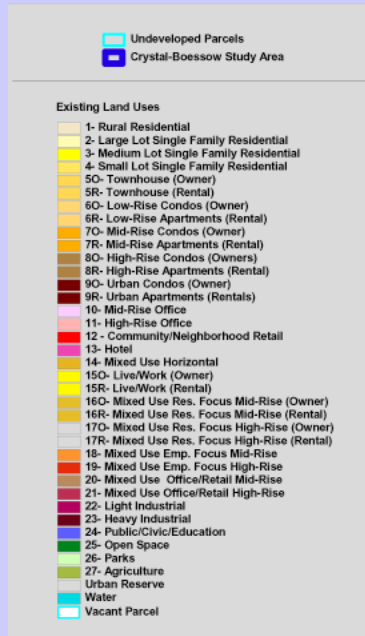 Undeveloped Parcels
Crystal-Boessow Study Area
Existing Land Uses
1- Rural Residential
2- Large Lot Single Family Residential
3- Medium Lot Single Family Residential
4- Small Lot Single Family Residential
5O- Townhouse (Owner)
5R- Townhouse (Rental)
6O- Low-Rise Condos (Owner)
6R- Low-Rise Apartments (Rental)
7O- Mid-Rise Condos (Owner)
7R- Mid-Rise Apartments (Rental)
8O- High-Rise Condos (Owners)
8R- High-Rise Apartments (Rental)
9O- Urban Condos (Owner)
9R- Urban Apartments (Rentals)
10- Mid-Rise Office
11- High-Rise Office
12 - Community/Neighborhood Retail
13- Hotel
14- Mixed Use Horizontal
15O- Live/Work (Owner)
15R- Live/Work (Rental)
16O- Mixed Use Res. Focus Mid-Rise (Owner)
16R- Mixed Use Res. Focus Mid-Rise (Rental)
17O- Mixed Use Res. Focus High-Rise (Owner)
17R- Mixed Use Res. Focus High-Rise (Rental)
18- Mixed Use Emp. Focus Mid-Rise
19- Mixed Use Emp. Focus High-Rise
20- Mixed Use Office/Retail Mid-Rise
21- Mixed Use Office/Retail High-Rise
22- Light Industrial
23- Heavy Industrial
24- Public/Civic/Education
25- Open Space
26- Parks
27- Agriculture
Urban Reserve
Water
Vacant Parcel